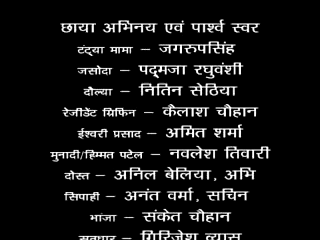 छाया अभिनय एवं पार्श्व स्वर
टंट्या मामा – जगरुपसिंह
जसोदा – पद्मजा रघुवंशी
दौल्या – नितिन सेठिया
रेजीडेंट ग्रिफिन – कैलाश चौहान
ईश्वरी प्रसाद – अमित शर्मा
मुनादी/हिम्मत पटेल – नवलेश तिवारी
दोस्त – अनिल बेलिया, अभि
सिपाही – अनंत वर्मा, सचिन
भांजा – संकेत चौहान
सूत्रधार – गिरिजेश व्यास